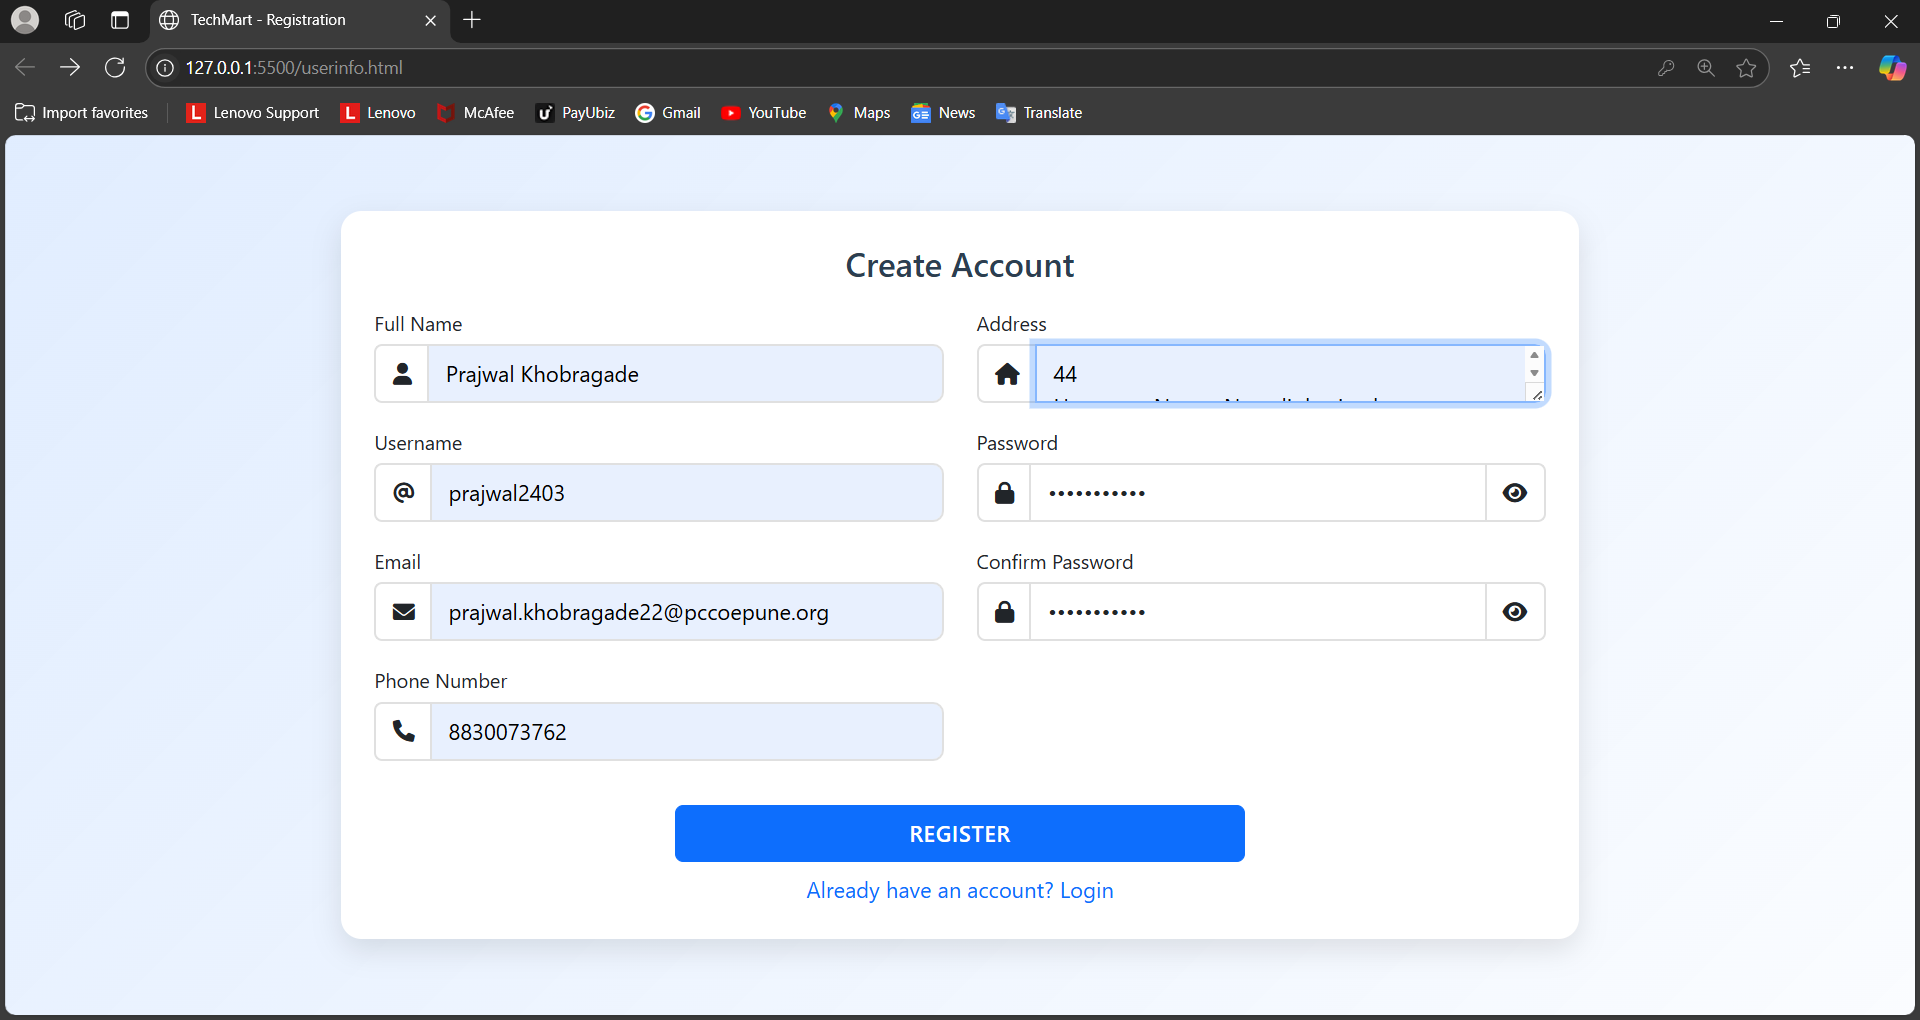 TechMart - Registration
127.0.0.1:5500/userinfo.html
Import favorites
Lenovo Support
Lenovo
McAfee
PayUbiz
Gmail
YouTube
Maps
News
Translate
Create Account
Full Name
Prajwal Khobragade
Address
44
Username
prajwal2403
Password
•••••••••••
Email
prajwal.khobragade22@pccoepune.org
Confirm Password
•••••••••••
Phone Number
8830073762
REGISTER
Already have an account? Login